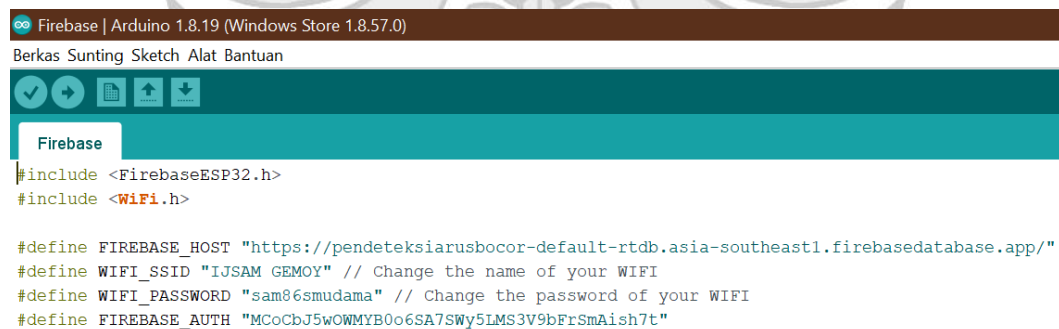 Firebase | Arduino 1.8.19 (Windows Store 1.8.57.0)
Berkas Sunting Sketch Alat Bantuan
Firebase
#include <FirebaseESP32.h>
#include <WiFi.h>
#define FIREBASE_HOST "https://pendeteksiarusbocor-default-rtdb.asia-southeast1.firebasedatabase.app/"
#define WIFI_SSID "IJSAM GEMOY" // Change the name of your WIFI
#define WIFI_PASSWORD "sam86smudama" // Change the password of your WIFI
#define FIREBASE_AUTH "MCoCbJ5wOWMYB0o6SA7SWy5LMS3V9bFrSmAish7t"